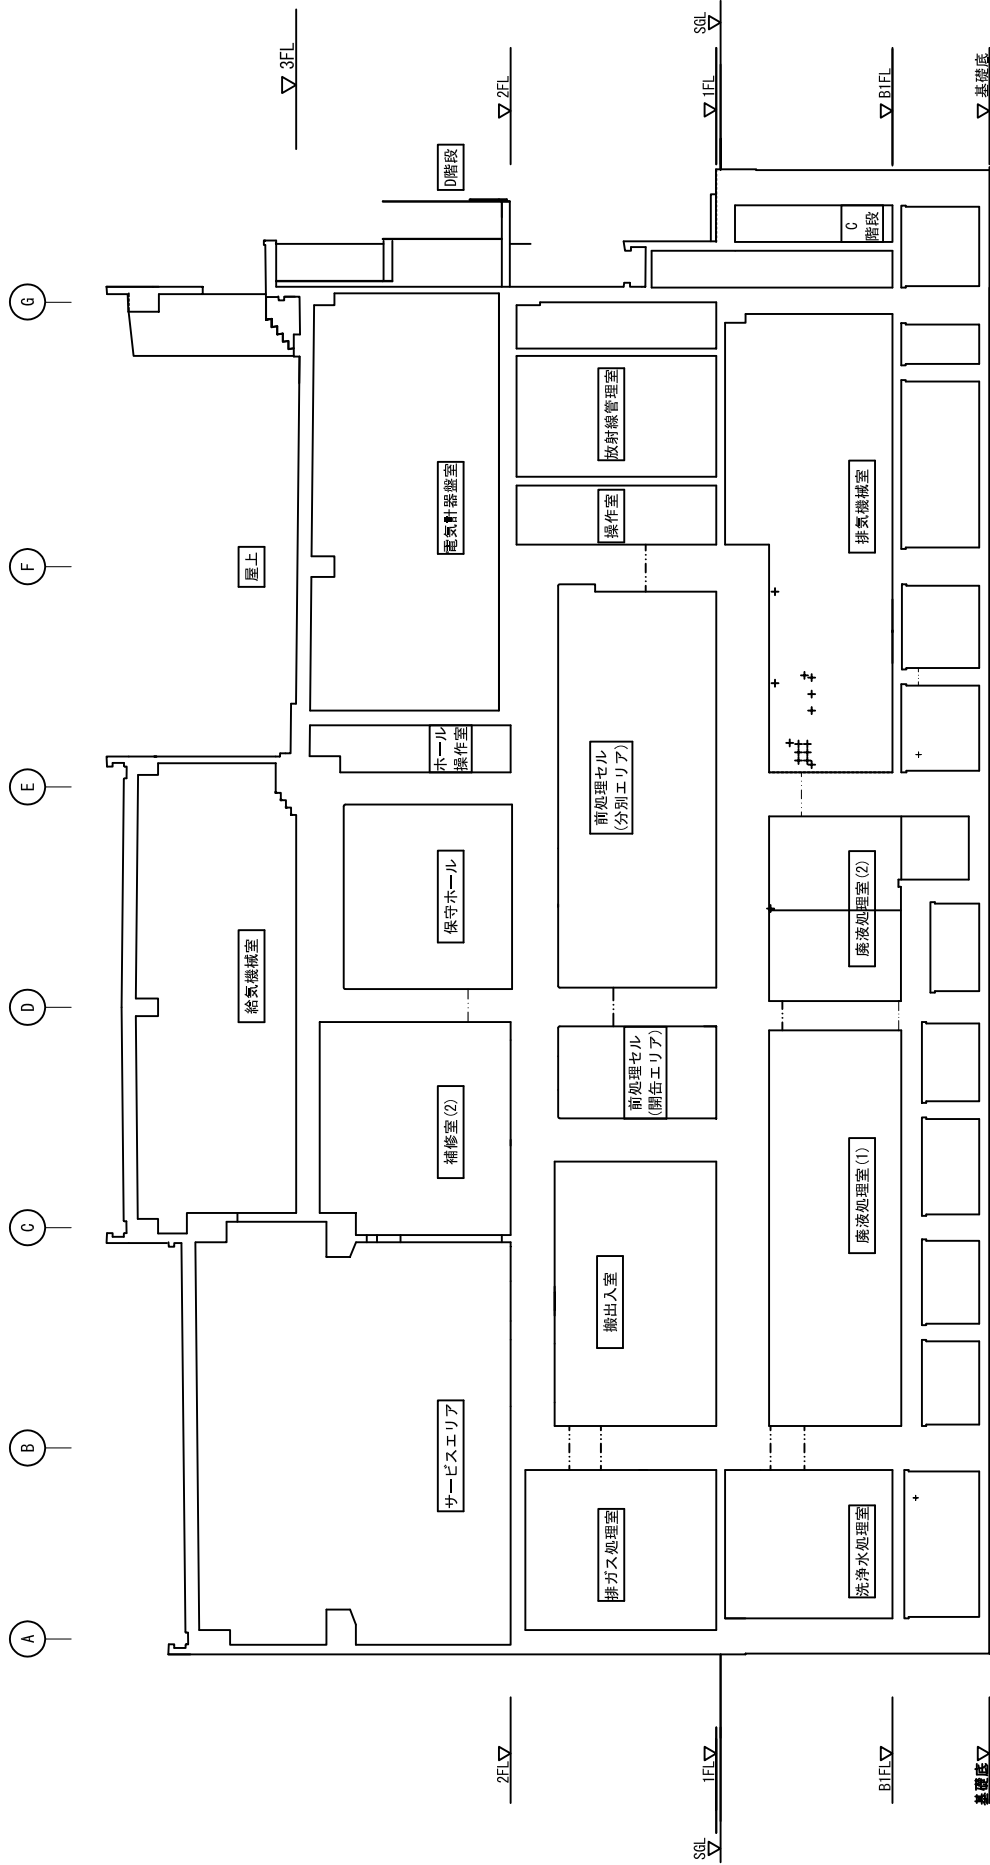 A
B
C
D
E
F
G
▽3FL
▽2FL
▽1FL
SGL▽
▽B1FL
▽基礎底
2FL▽
1FL▽
SGL▽
B1FL▽
基礎底▽
給気機械室
屋上
サービスエリア
補修室(2)
保守ホール
ホール
操作室
電気計器盤室
D階段
排ガス処理室
搬出入室
前処理セル
(開缶エリア)
前処理セル
(分別エリア)
操作室
放射線管理室
洗浄水処理室
廃液処理室(1)
廃液処理室(2)
排気機械室
C
階段